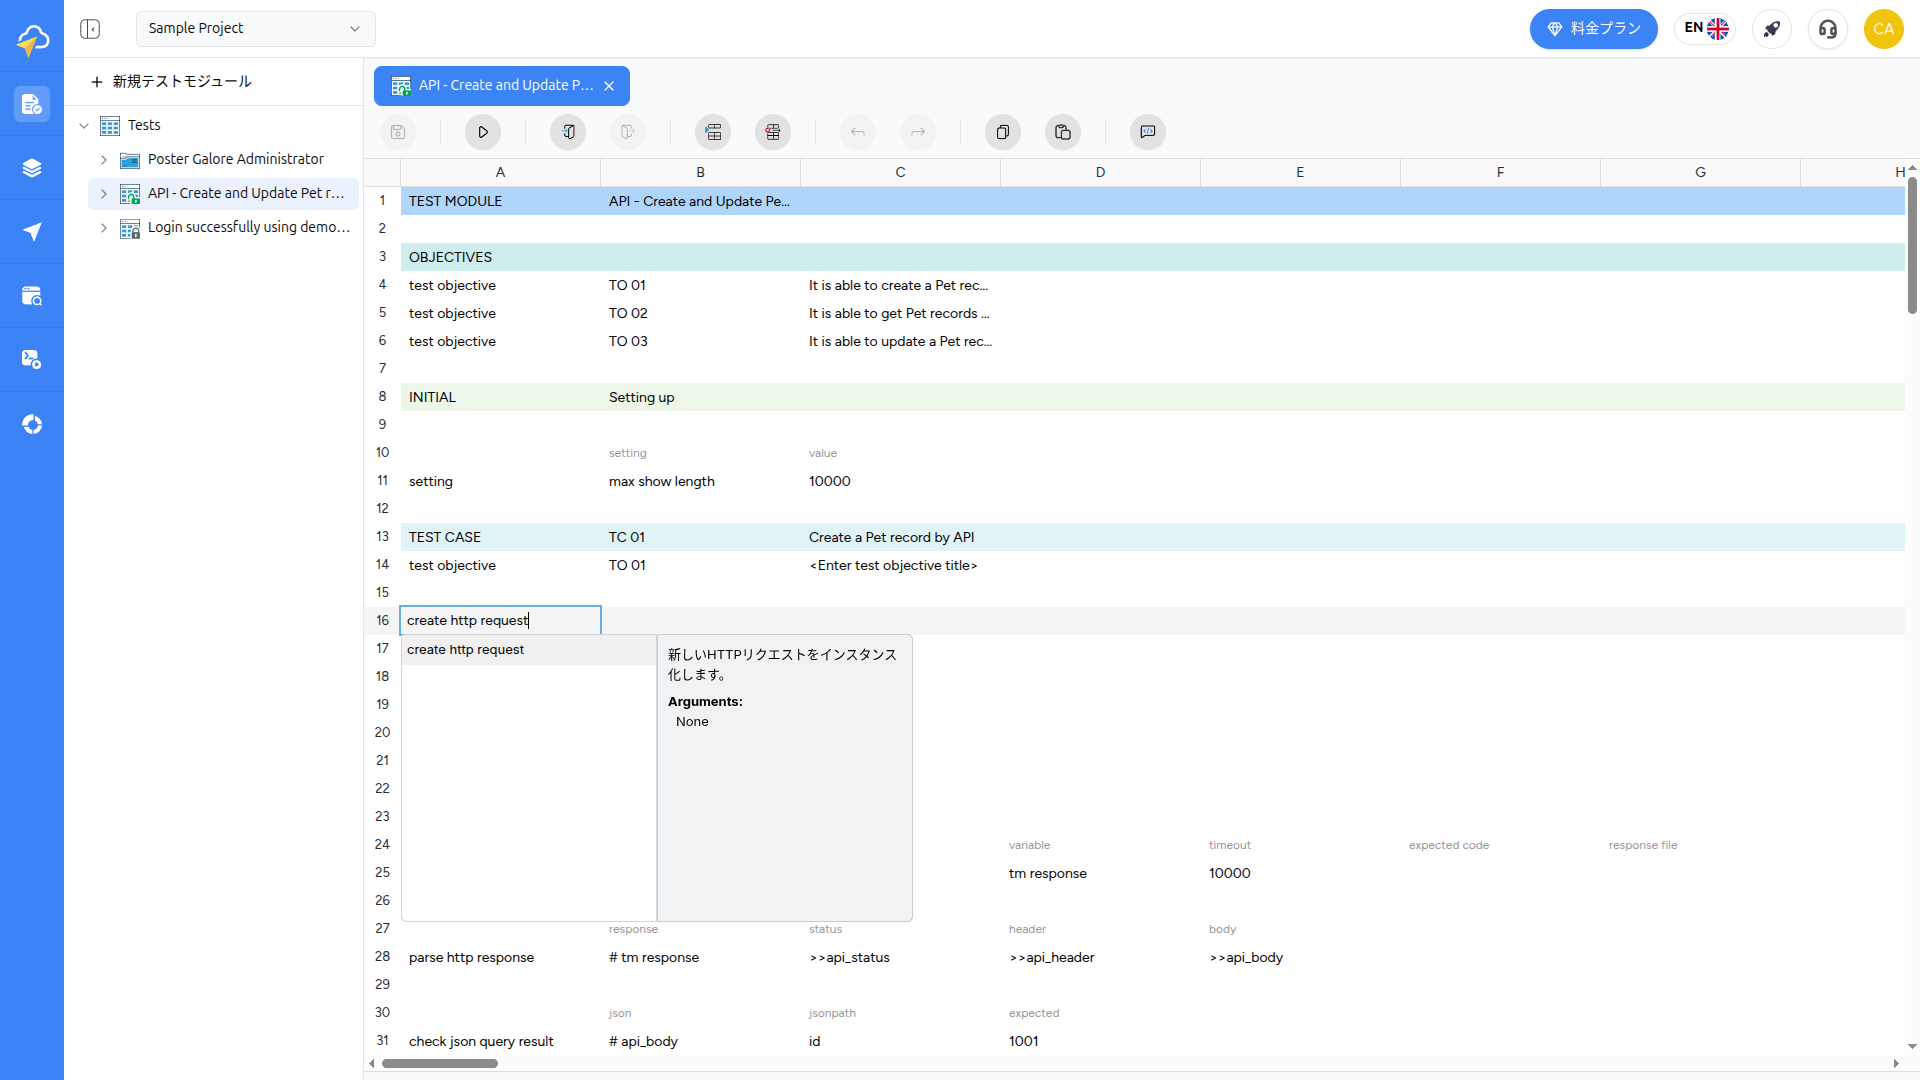 Sample Project
料金プラン
EN
CA
新規テストモジュール
Tests
Poster Galore Administrator
API - Create and Update Pet r...
Login successfully using demo...
API - Create and Update P...
A B C D E F G H
1 TEST MODULE API - Create and Update Pe...
2
3 OBJECTIVES
4 test objective TO 01 It is able to create a Pet rec...
5 test objective TO 02 It is able to get Pet records ...
6 test objective TO 03 It is able to update a Pet rec...
7
8 INITIAL Setting up
9
10 setting value
11 setting max show length 10000
12
13 TEST CASE TC 01 Create a Pet record by API
14 test objective TO 01 <Enter test objective title>
15
16 create http request
17 create http request
新しいHTTPリクエストをインスタンス
化します。
Arguments:
None
18
19
20
21
22
23
24 variable timeout expected code response file
25 tm response 10000
26
27 response status header body
28 parse http response # tm response >>api_status >>api_header >>api_body
29
30 json jsonpath expected
31 check json query result # api_body id 1001